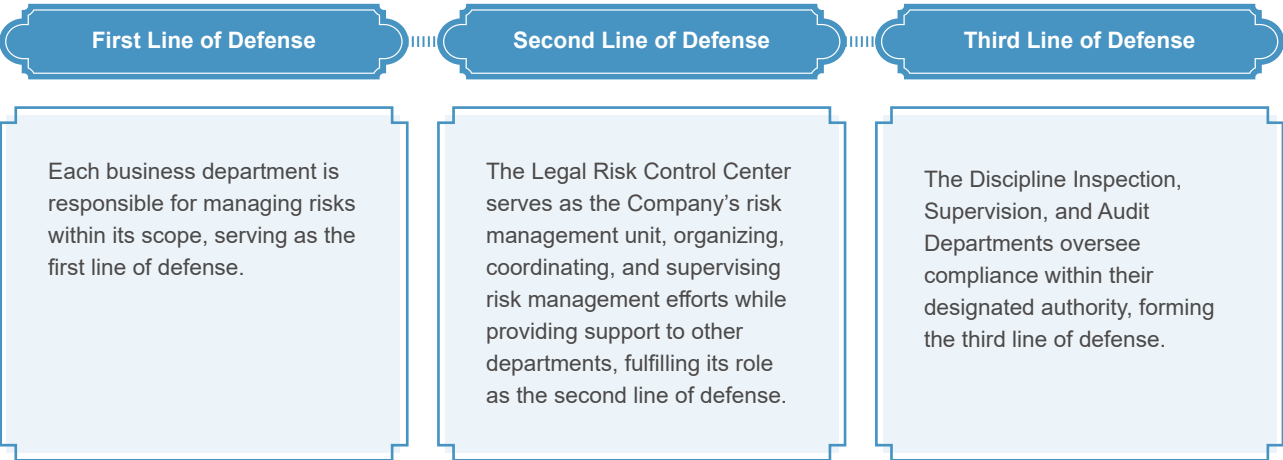 First Line of Defense
Second Line of Defense
Third Line of Defense
Each business department is
responsible for managing risks
within its scope, serving as the
first line of defense.
The Legal Risk Control Center
serves as the Company’s risk
management unit, organizing,
coordinating, and supervising
risk management efforts while
providing support to other
departments, fulfilling its role
as the second line of defense.
The Discipline Inspection,
Supervision, and Audit
Departments oversee
compliance within their
designated authority, forming
the third line of defense.